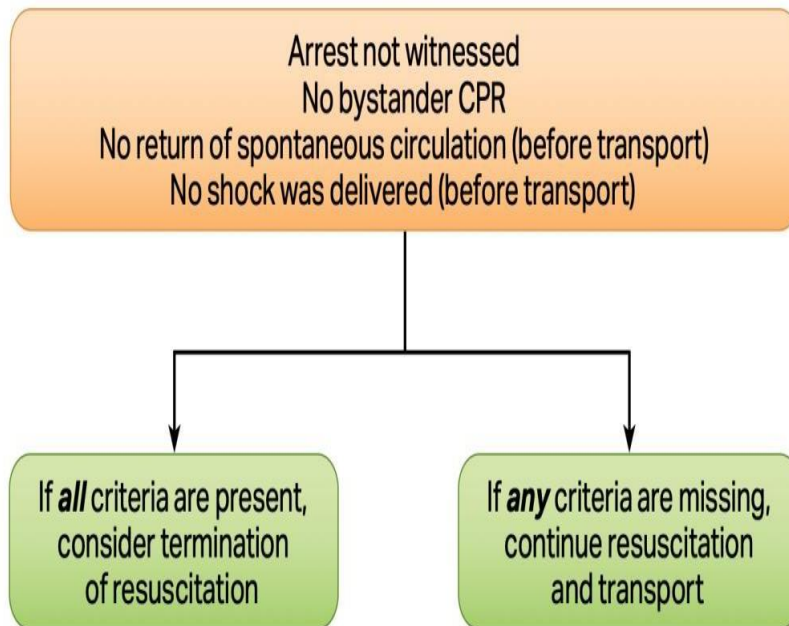 Arrest not witnessed
No bystander CPR
No return of spontaneous circulation (before transport)
No shock was delivered (before transport)
If all criteria are present,
consider termination
of resuscitation
If any criteria are missing,
continue resuscitation
and transport